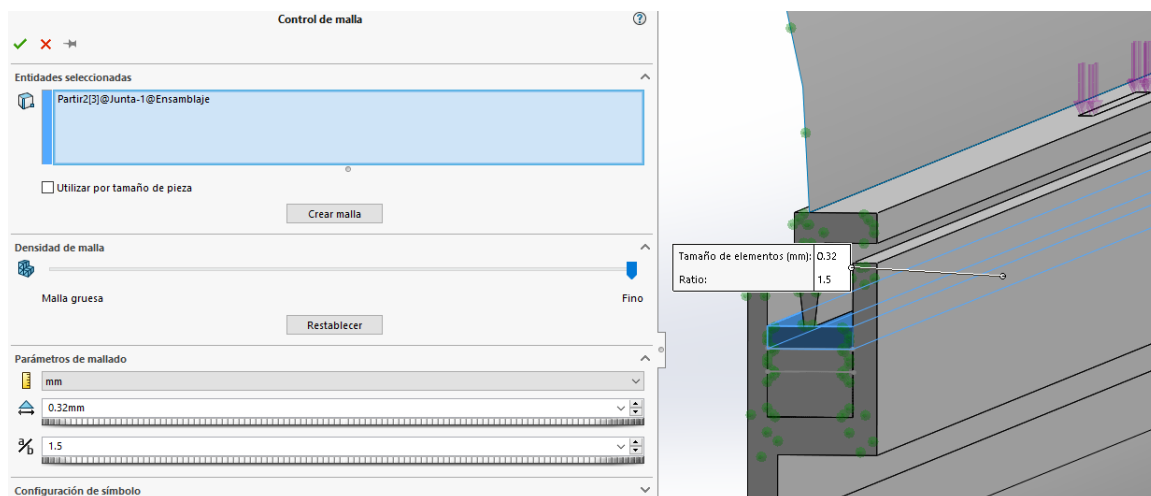 Control de malla
Entidades seleccionadas
Partir2[3]@Junta-1@Ensamblaje
Utilizar por tamaño de pieza
Crear malla
Densidad de malla
Malla gruesa
Fino
Restablecer
Parámetros de mallado
mm
0.32mm
a/b
1.5
Configuración de símbolo
Tamaño de elementos (mm): 0.32
Ratio: 1.5